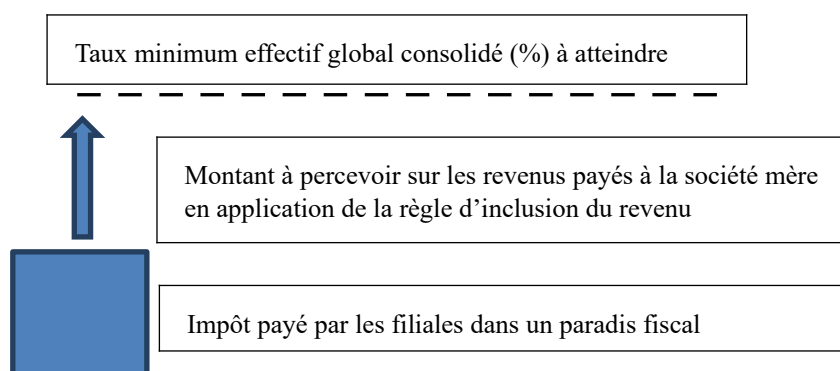 Taux minimum effectif global consolidé (%) à atteindre
Montant à percevoir sur les revenus payés à la société mère
en application de la règle d’inclusion du revenu
Impôt payé par les filiales dans un paradis fiscal